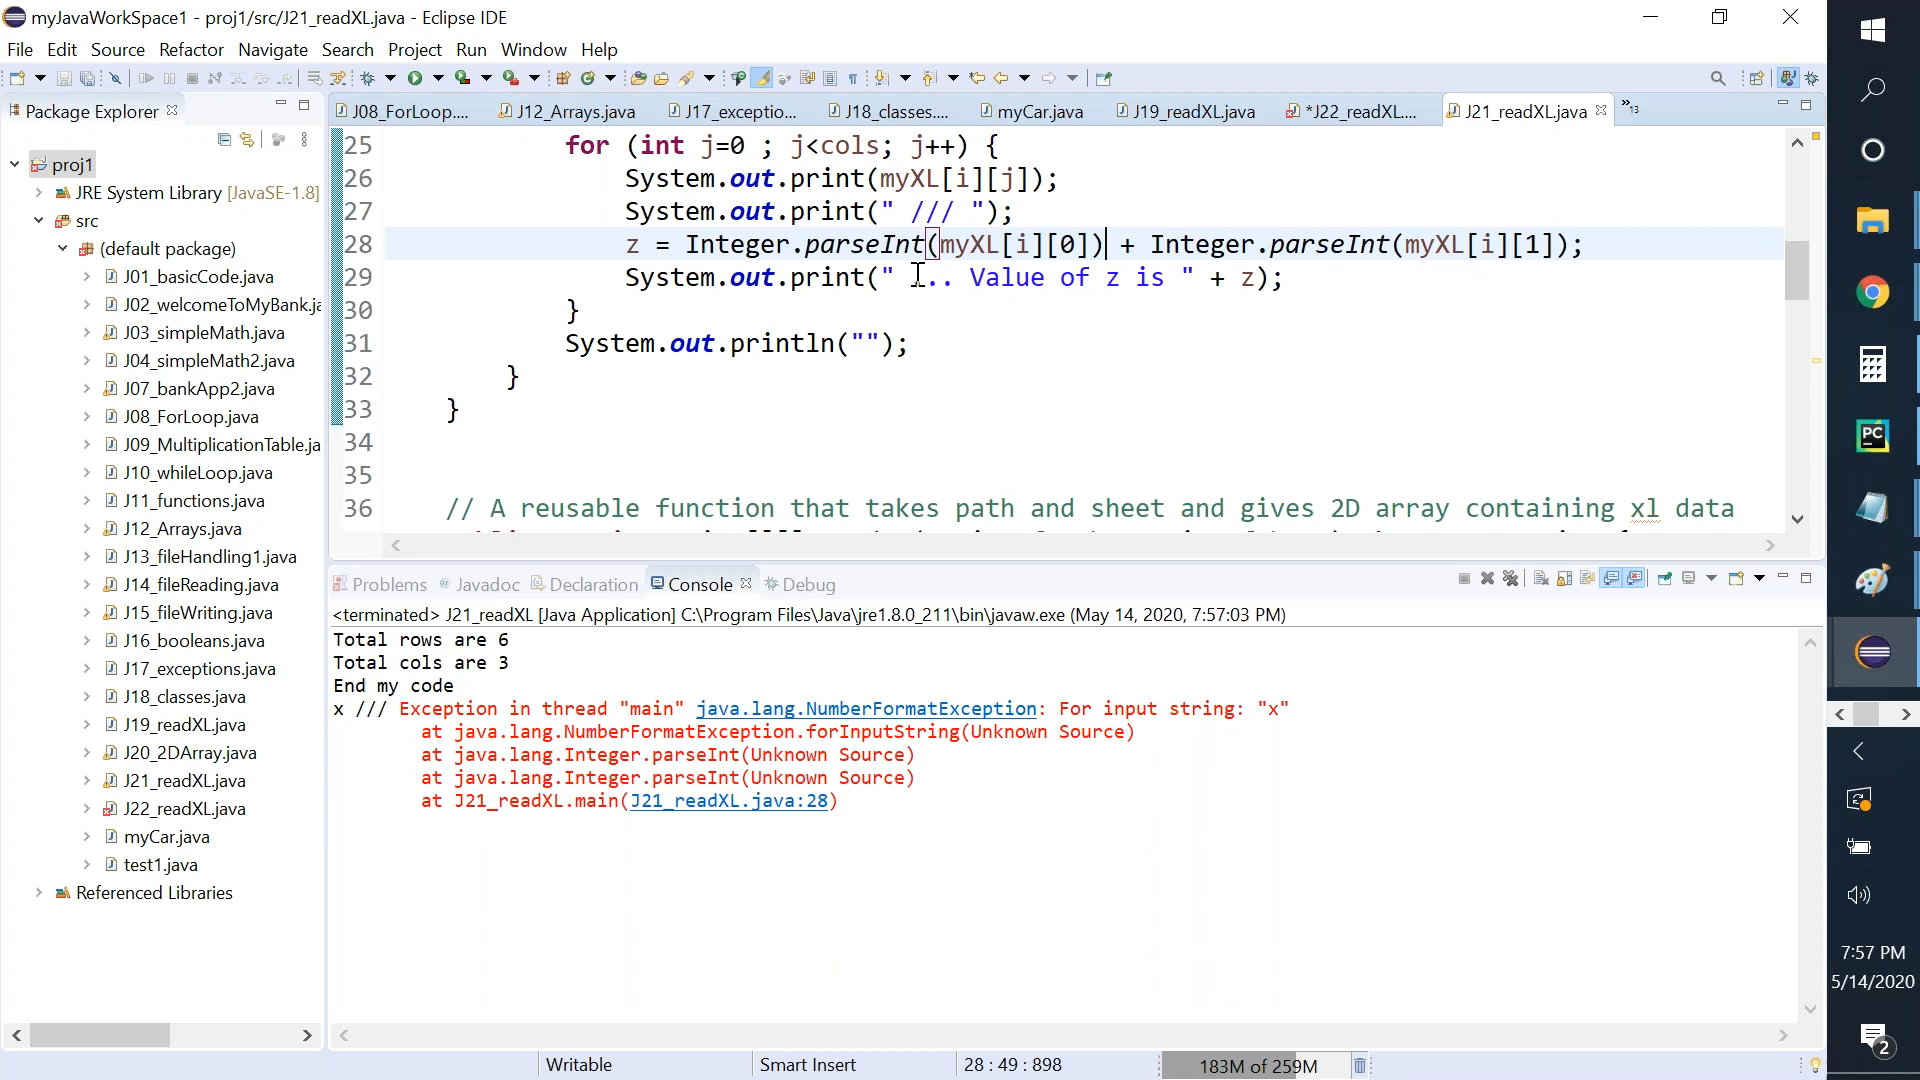 myJavaWorkSpace1 - proj1/src/J21_readXL.java - Eclipse IDE
File Edit Source Refactor Navigate Search Project Run Window Help
Package Explorer
J08_ForLoop.... J12_Arrays.java J17_exceptio... J18_classes.... myCar.java J19_readXL.java *J22_readXL.... J21_readXL.java »13
proj1
JRE System Library [JavaSE-1.8]
src
(default package)
J01_basicCode.java
J02_welcomeToMyBank.ja
J03_simpleMath.java
J04_simpleMath2.java
J07_bankApp2.java
J08_ForLoop.java
J09_MultiplicationTable.ja
J10_whileLoop.java
J11_functions.java
J12_Arrays.java
J13_fileHandling1.java
J14_fileReading.java
J15_fileWriting.java
J16_booleans.java
J17_exceptions.java
J18_classes.java
J19_readXL.java
J20_2DArray.java
J21_readXL.java
J22_readXL.java
myCar.java
test1.java
Referenced Libraries
25 for (int j=0 ; j<cols; j++) {
26 System.out.print(myXL[i][j]);
27 System.out.print(" /// ");
28 z = Integer.parseInt(myXL[i][0]) + Integer.parseInt(myXL[i][1]);
29 System.out.print(" ... Value of z is " + z);
30 }
31 System.out.println("");
32 }
33 }
34
35
36 // A reusable function that takes path and sheet and gives 2D array containing xl data
Problems @ Javadoc Declaration Console Debug
<terminated> J21_readXL [Java Application] C:\Program Files\Java\jre1.8.0_211\bin\javaw.exe (May 14, 2020, 7:57:03 PM)
Total rows are 6
Total cols are 3
End my code
x /// Exception in thread "main" java.lang.NumberFormatException: For input string: "x"
at java.lang.NumberFormatException.forInputString(Unknown Source)
at java.lang.Integer.parseInt(Unknown Source)
at java.lang.Integer.parseInt(Unknown Source)
at J21_readXL.main(J21_readXL.java:28)
Writable Smart Insert 28 : 49 : 898 183M of 259M
PC
7:57 PM
5/14/2020
2